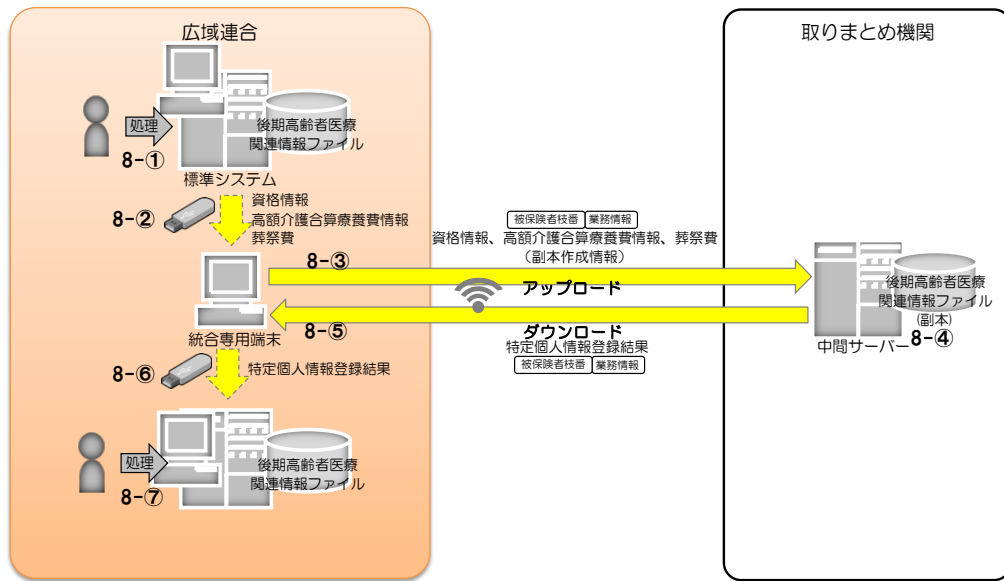 広域連合
取りまとめ機関
処理
8-①
後期高齢者医療
関連情報ファイル
標準システム
8-②
資格情報
高額介護合算療養費情報
葬祭費
被保険者枝番 業務情報
資格情報、高額介護合算療養費情報、葬祭費
（副本作成情報）
8-③
アップロード
後期高齢者医療
関連情報ファイル
(副本)
8-④
中間サーバー
8-⑤
ダウンロード
統合専用端末
特定個人情報登録結果
被保険者枝番 業務情報
8-⑥
特定個人情報登録結果
処理
8-⑦
後期高齢者医療
関連情報ファイル